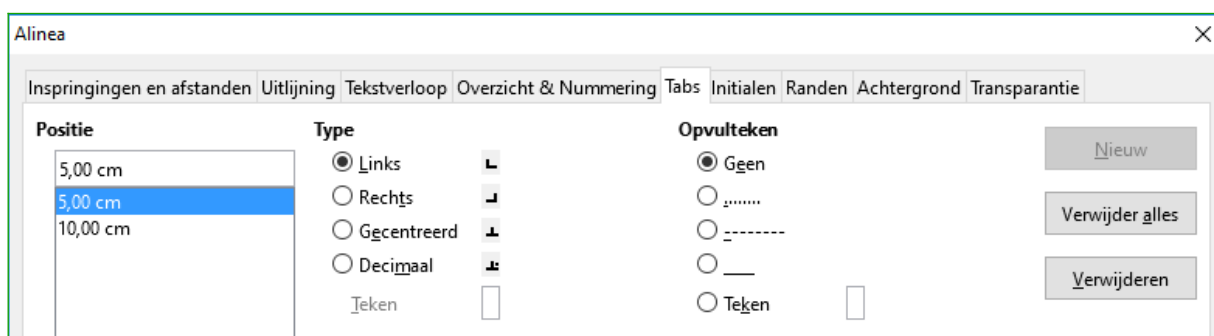 Alinea
Inspringingen en afstanden Uitlijning Tekstverloop Overzicht & Nummering Tabs Initialen Randen Achtergrond Transparantie
Positie Type Opvulteken
5,00 cm Links Geen Nieuw
5,00 cm Rechts ........
10,00 cm Gecentreerd -------- Verwijder alles
Decimaal ___ Verwijderen
Teken Teken